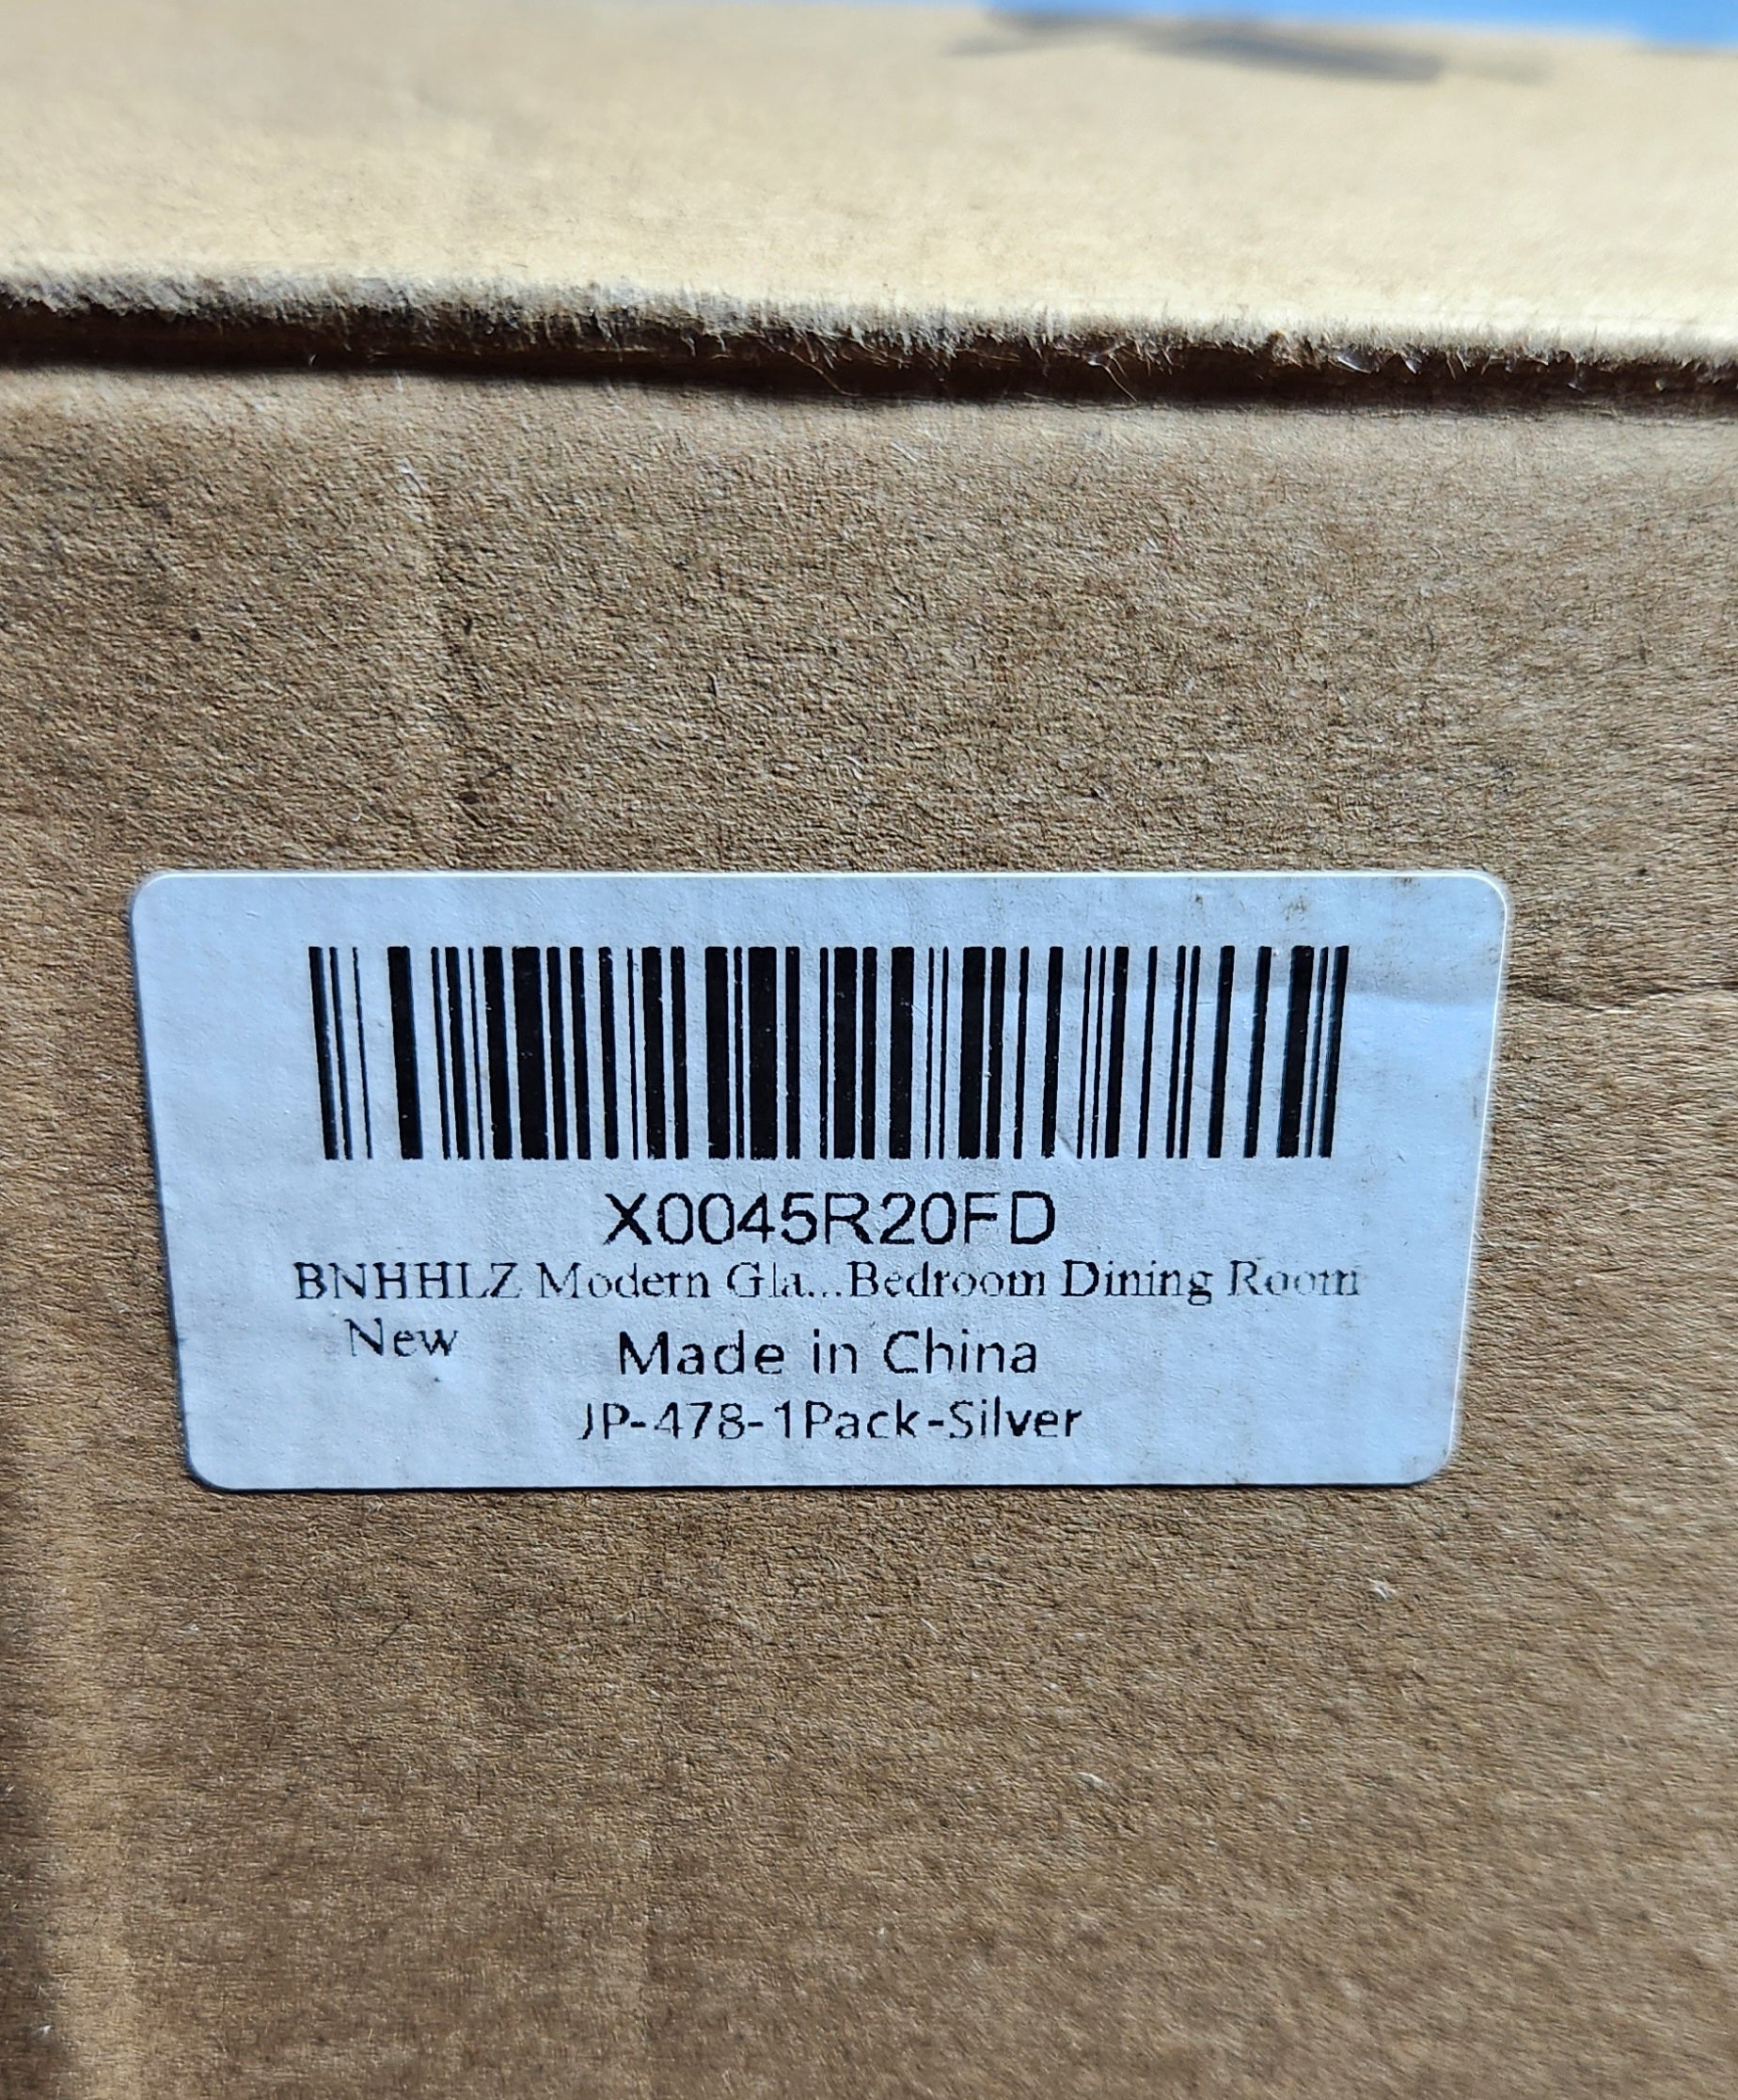 X0045R20FD
BNHHLZ Modern Gla...Bedroom Dining Room
New
Made in China
JP-478-1Pack-Silver